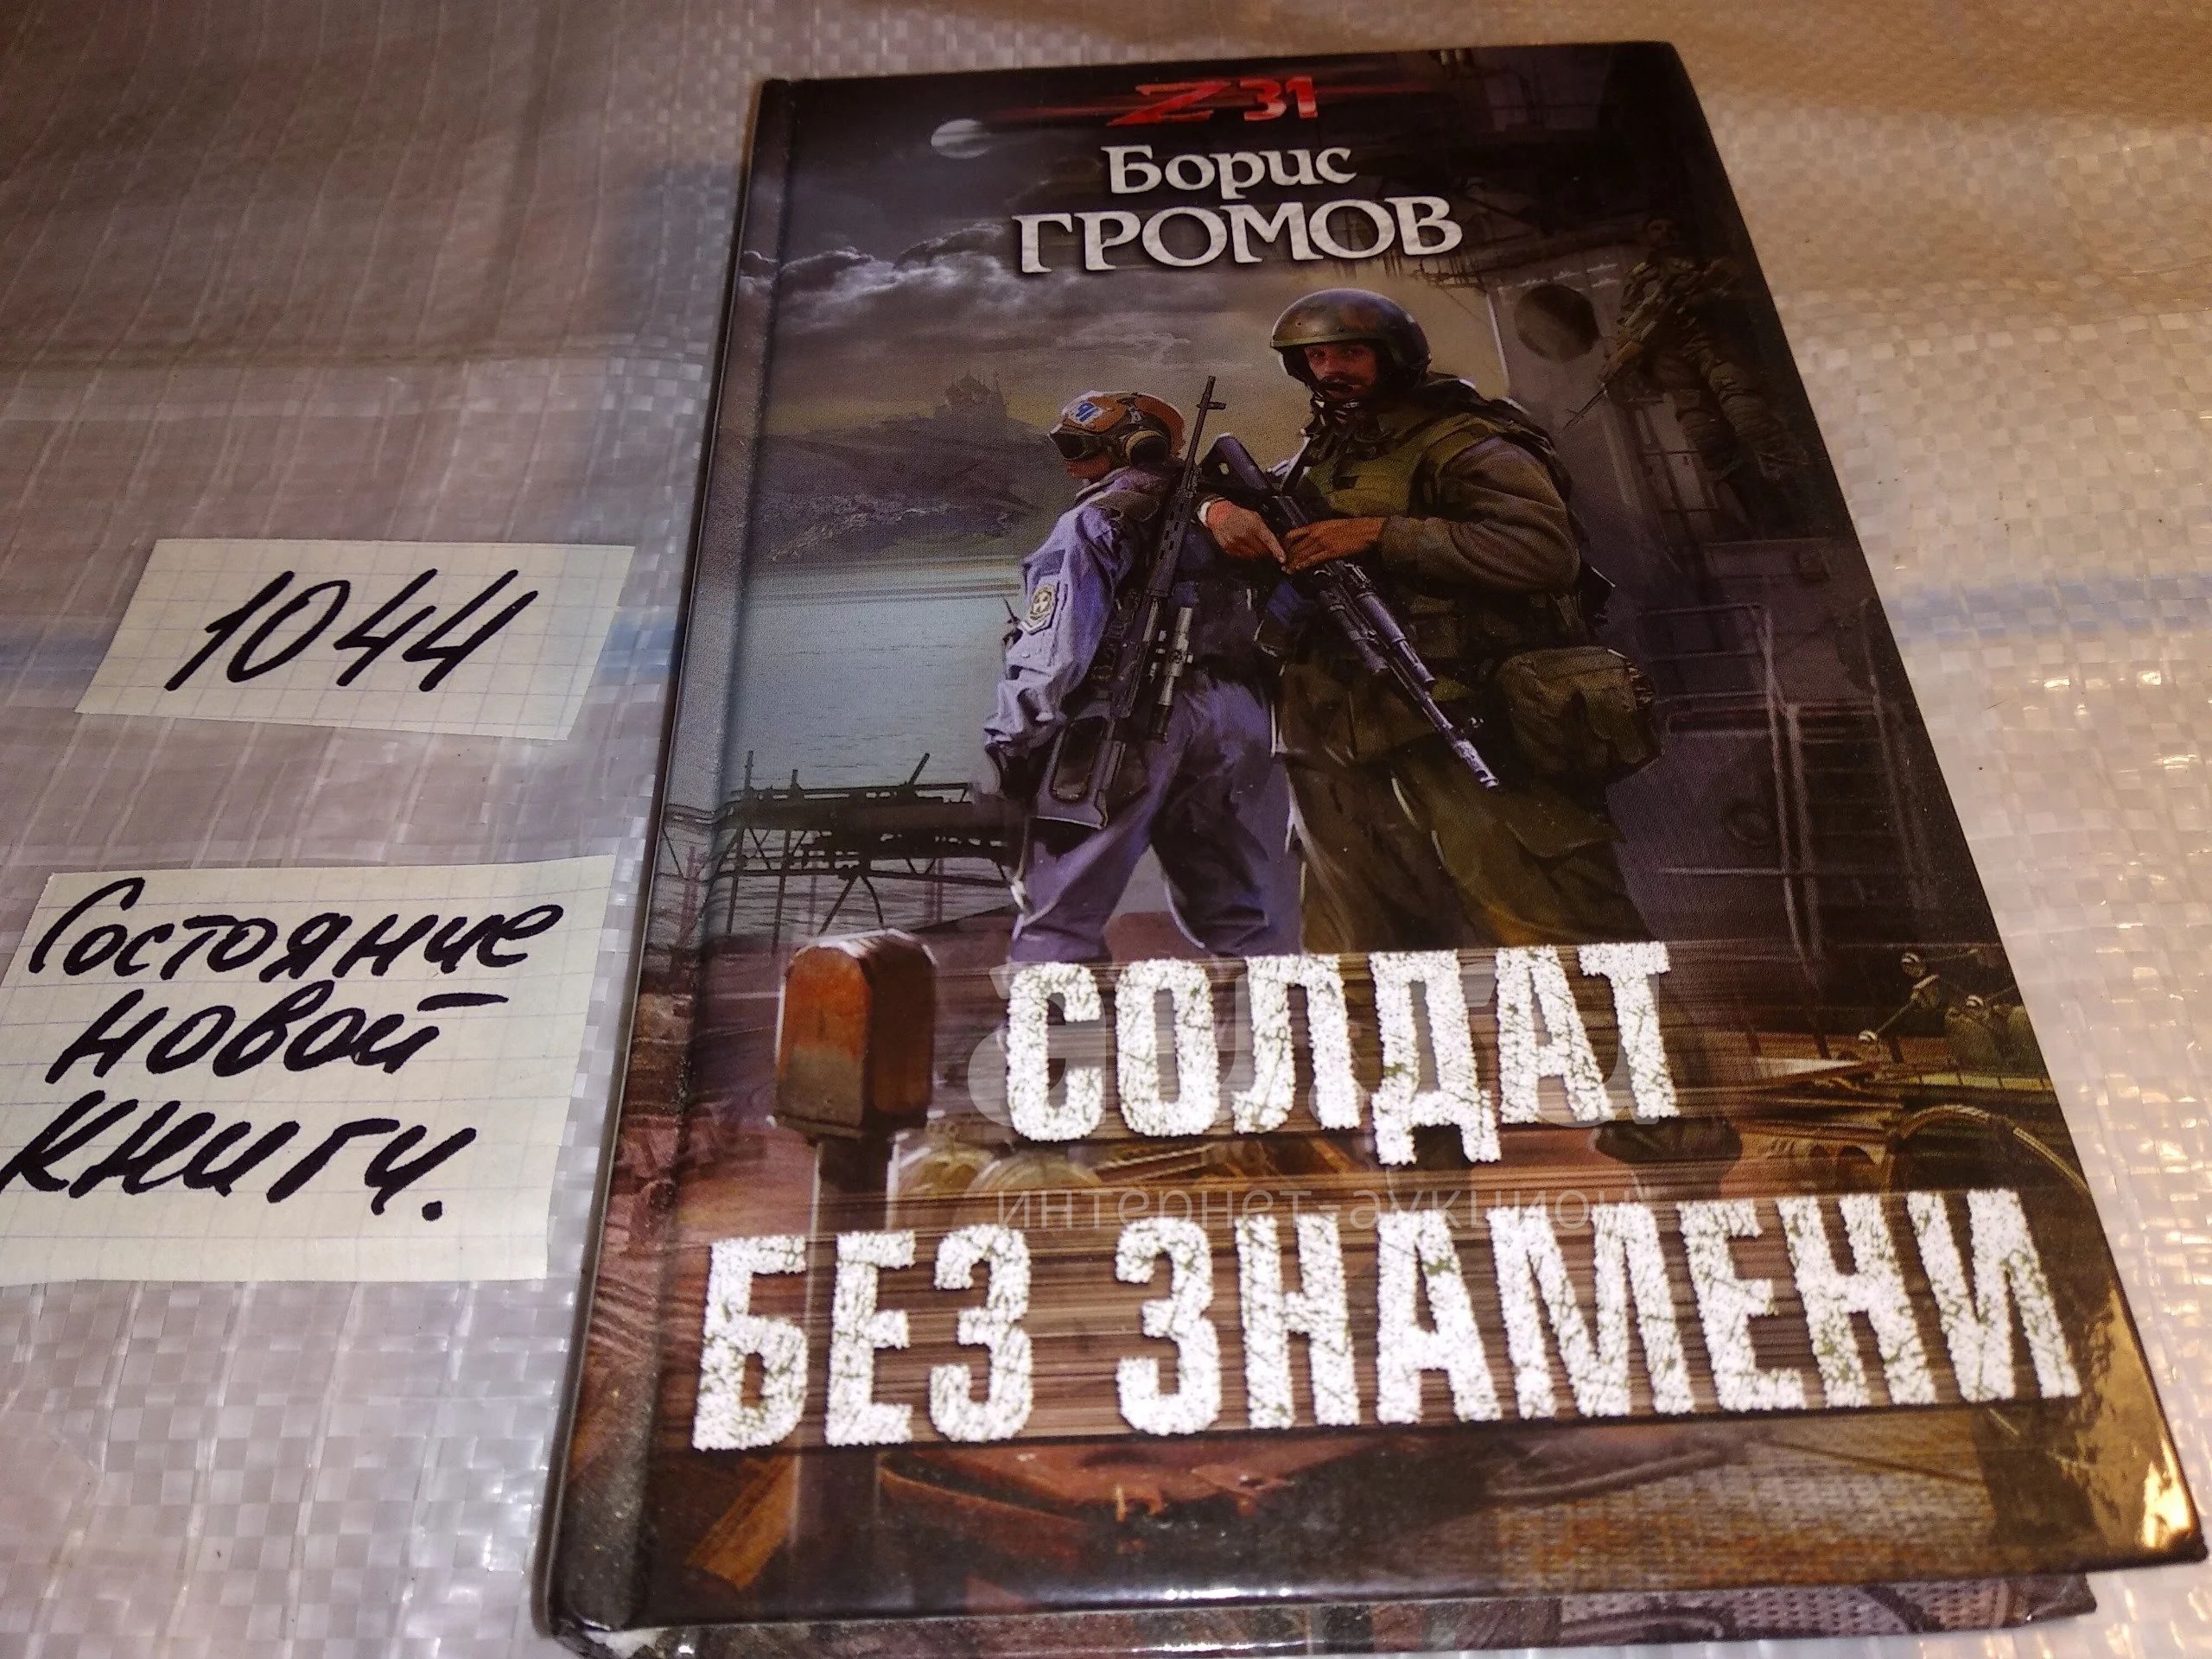 Z 31
Борис
ГРОМОВ
1044
Состояние
новой
книги.
СОЛДАТ
интернет-аукцион
БЕЗ ЗНАМЕНИ